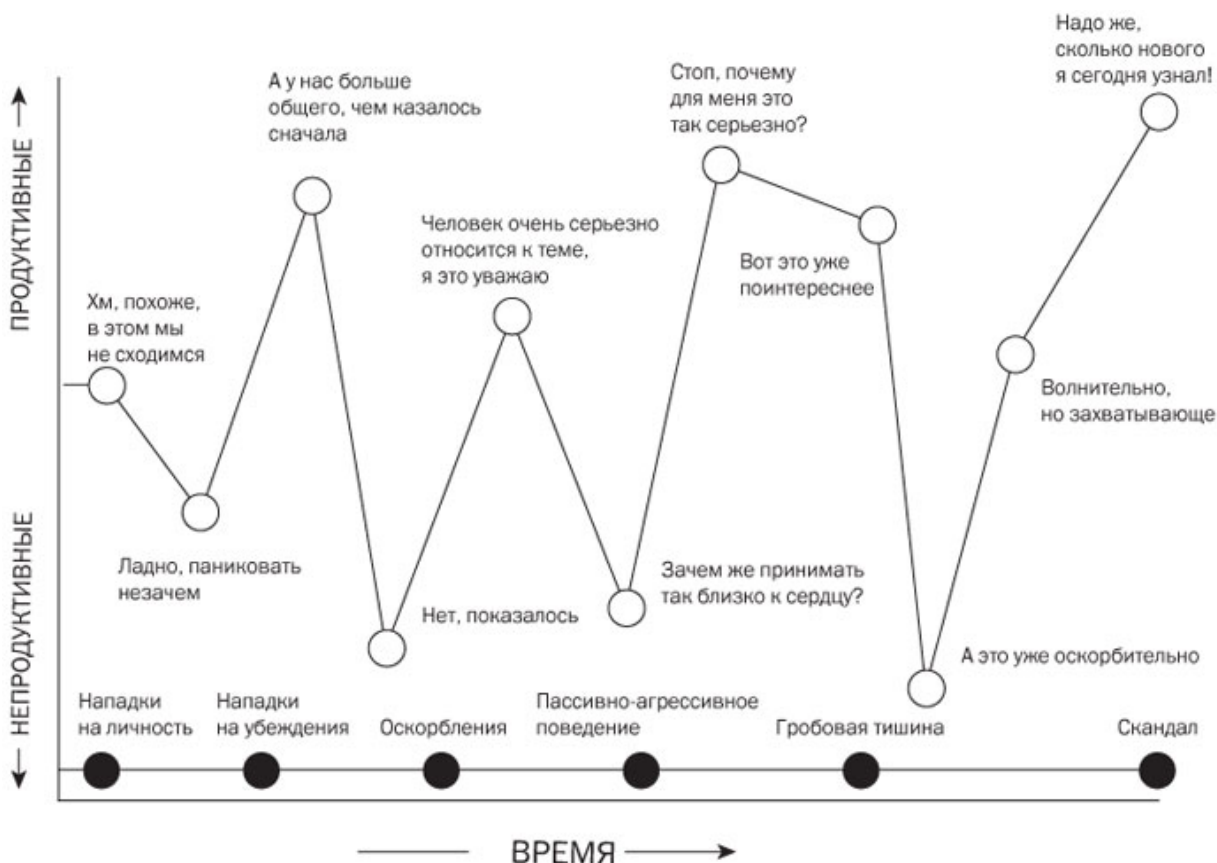 Надо же,
сколько нового
я сегодня узнал!
А у нас больше
общего, чем казалось
сначала
Стоп, почему
для меня это
так серьезно?
Человек очень серьезно
относится к теме,
я это уважаю
Вот это уже
поинтереснее
Хм, похоже,
в этом мы
не сходимся
Волнительно,
но захватывающе
Ладно, паниковать
незачем
Нет, показалось
Зачем же принимать
так близко к сердцу?
А это уже оскорбительно
ПРОДУКТИВНЫЕ
НЕПРОДУКТИВНЫЕ
Нападки
на личность
Нападки
на убеждения
Оскорбления
Пассивно-агрессивное
поведение
Гробовая тишина
Скандал
ВРЕМЯ